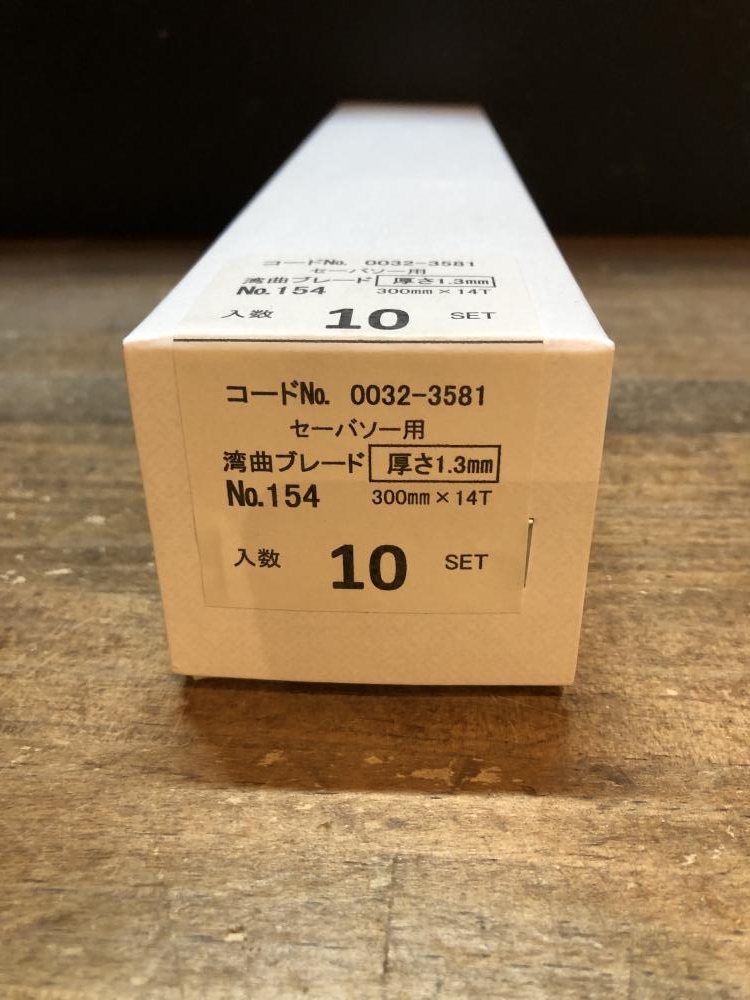 コードNo. 0032-3581
セーバソー用
湾曲ブレード 厚さ1.3mm
No.154 300mm×14T
入数 10 SET
コードNo. 0032-3581
セーバソー用
湾曲ブレード 厚さ1.3mm
No.154 300mm×14T
入数 10 SET